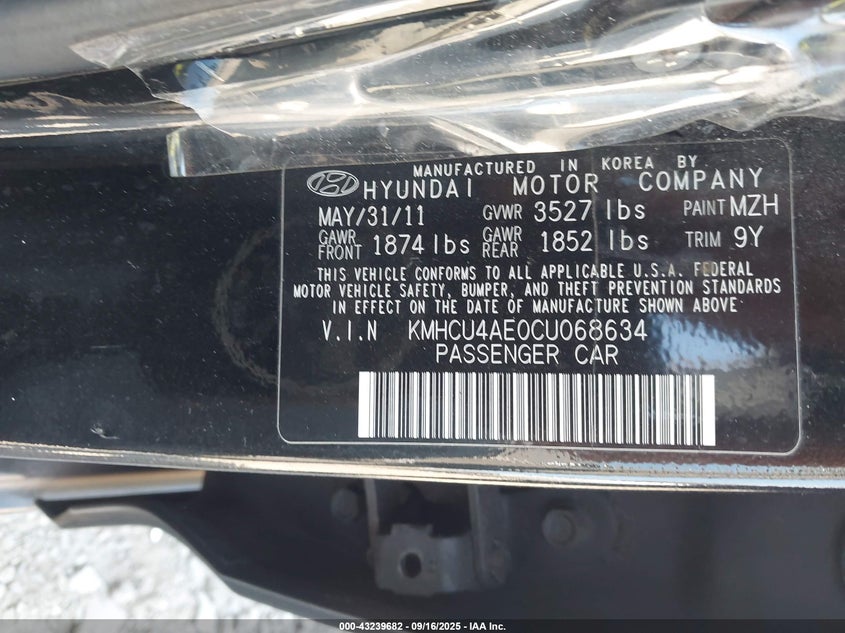 MANUFACTURED IN KOREA BY
HYUNDAI MOTOR COMPANY
MAY/31/11 GVWR 3527 lbs PAINT MZH
GAWR FRONT 1874 lbs GAWR REAR 1852 lbs TRIM 9Y
THIS VEHICLE CONFORMS TO ALL APPLICABLE U.S.A. FEDERAL
MOTOR VEHICLE SAFETY, BUMPER, AND THEFT PREVENTION STANDARDS
IN EFFECT ON THE DATE OF MANUFACTURE SHOWN ABOVE
V.I.N KMHCU4AE0CU068634
PASSENGER CAR
000-43239682 - 09/16/2025 - IAA Inc.